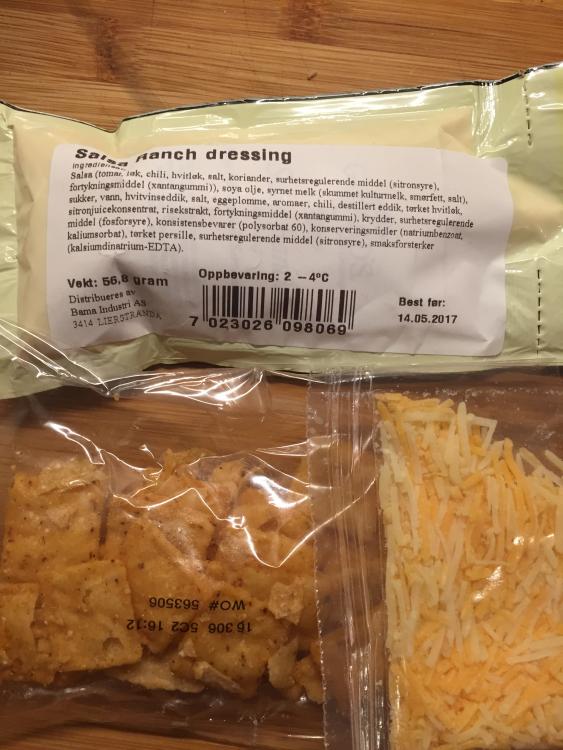 Salsa Ranch dressing
Ingredienser
Salsa (tomat, løk, chili, hvitløk, salt, koriander, surhetsregulerende middel (sitronsyre),
fortykningsmiddel (xantangummi)), soya olje, syrnet melk (skummet kulturmelk, smørfett, salt),
sukker, vann, hvitvinseddik, salt, eggeplomme, aromaer, chili, destillert eddik, tørket hvitløk,
sitronjuicekonsentrat, risekstrakt, fortykningsmiddel (xantangummi), krydder, surhetsregulerende
middel (fosforsyre), konsistensbevarer (polysorbat 60), konserveringsmidler (natriumbenzoat,
kaliumsorbat), tørket persille, surhetsregulerende middel (sitronsyre), smaksforsterker
(kalsiumdinatrium-EDTA).
Vekt: 56,8 gram
Oppbevaring: 2 – 4°C
Distribueres av
Bama Industri AS
3414 LIERSTRANDA
7 023026 098069
Best før:
14.05.2017
WO# 563506
16 306 5C2 16:12